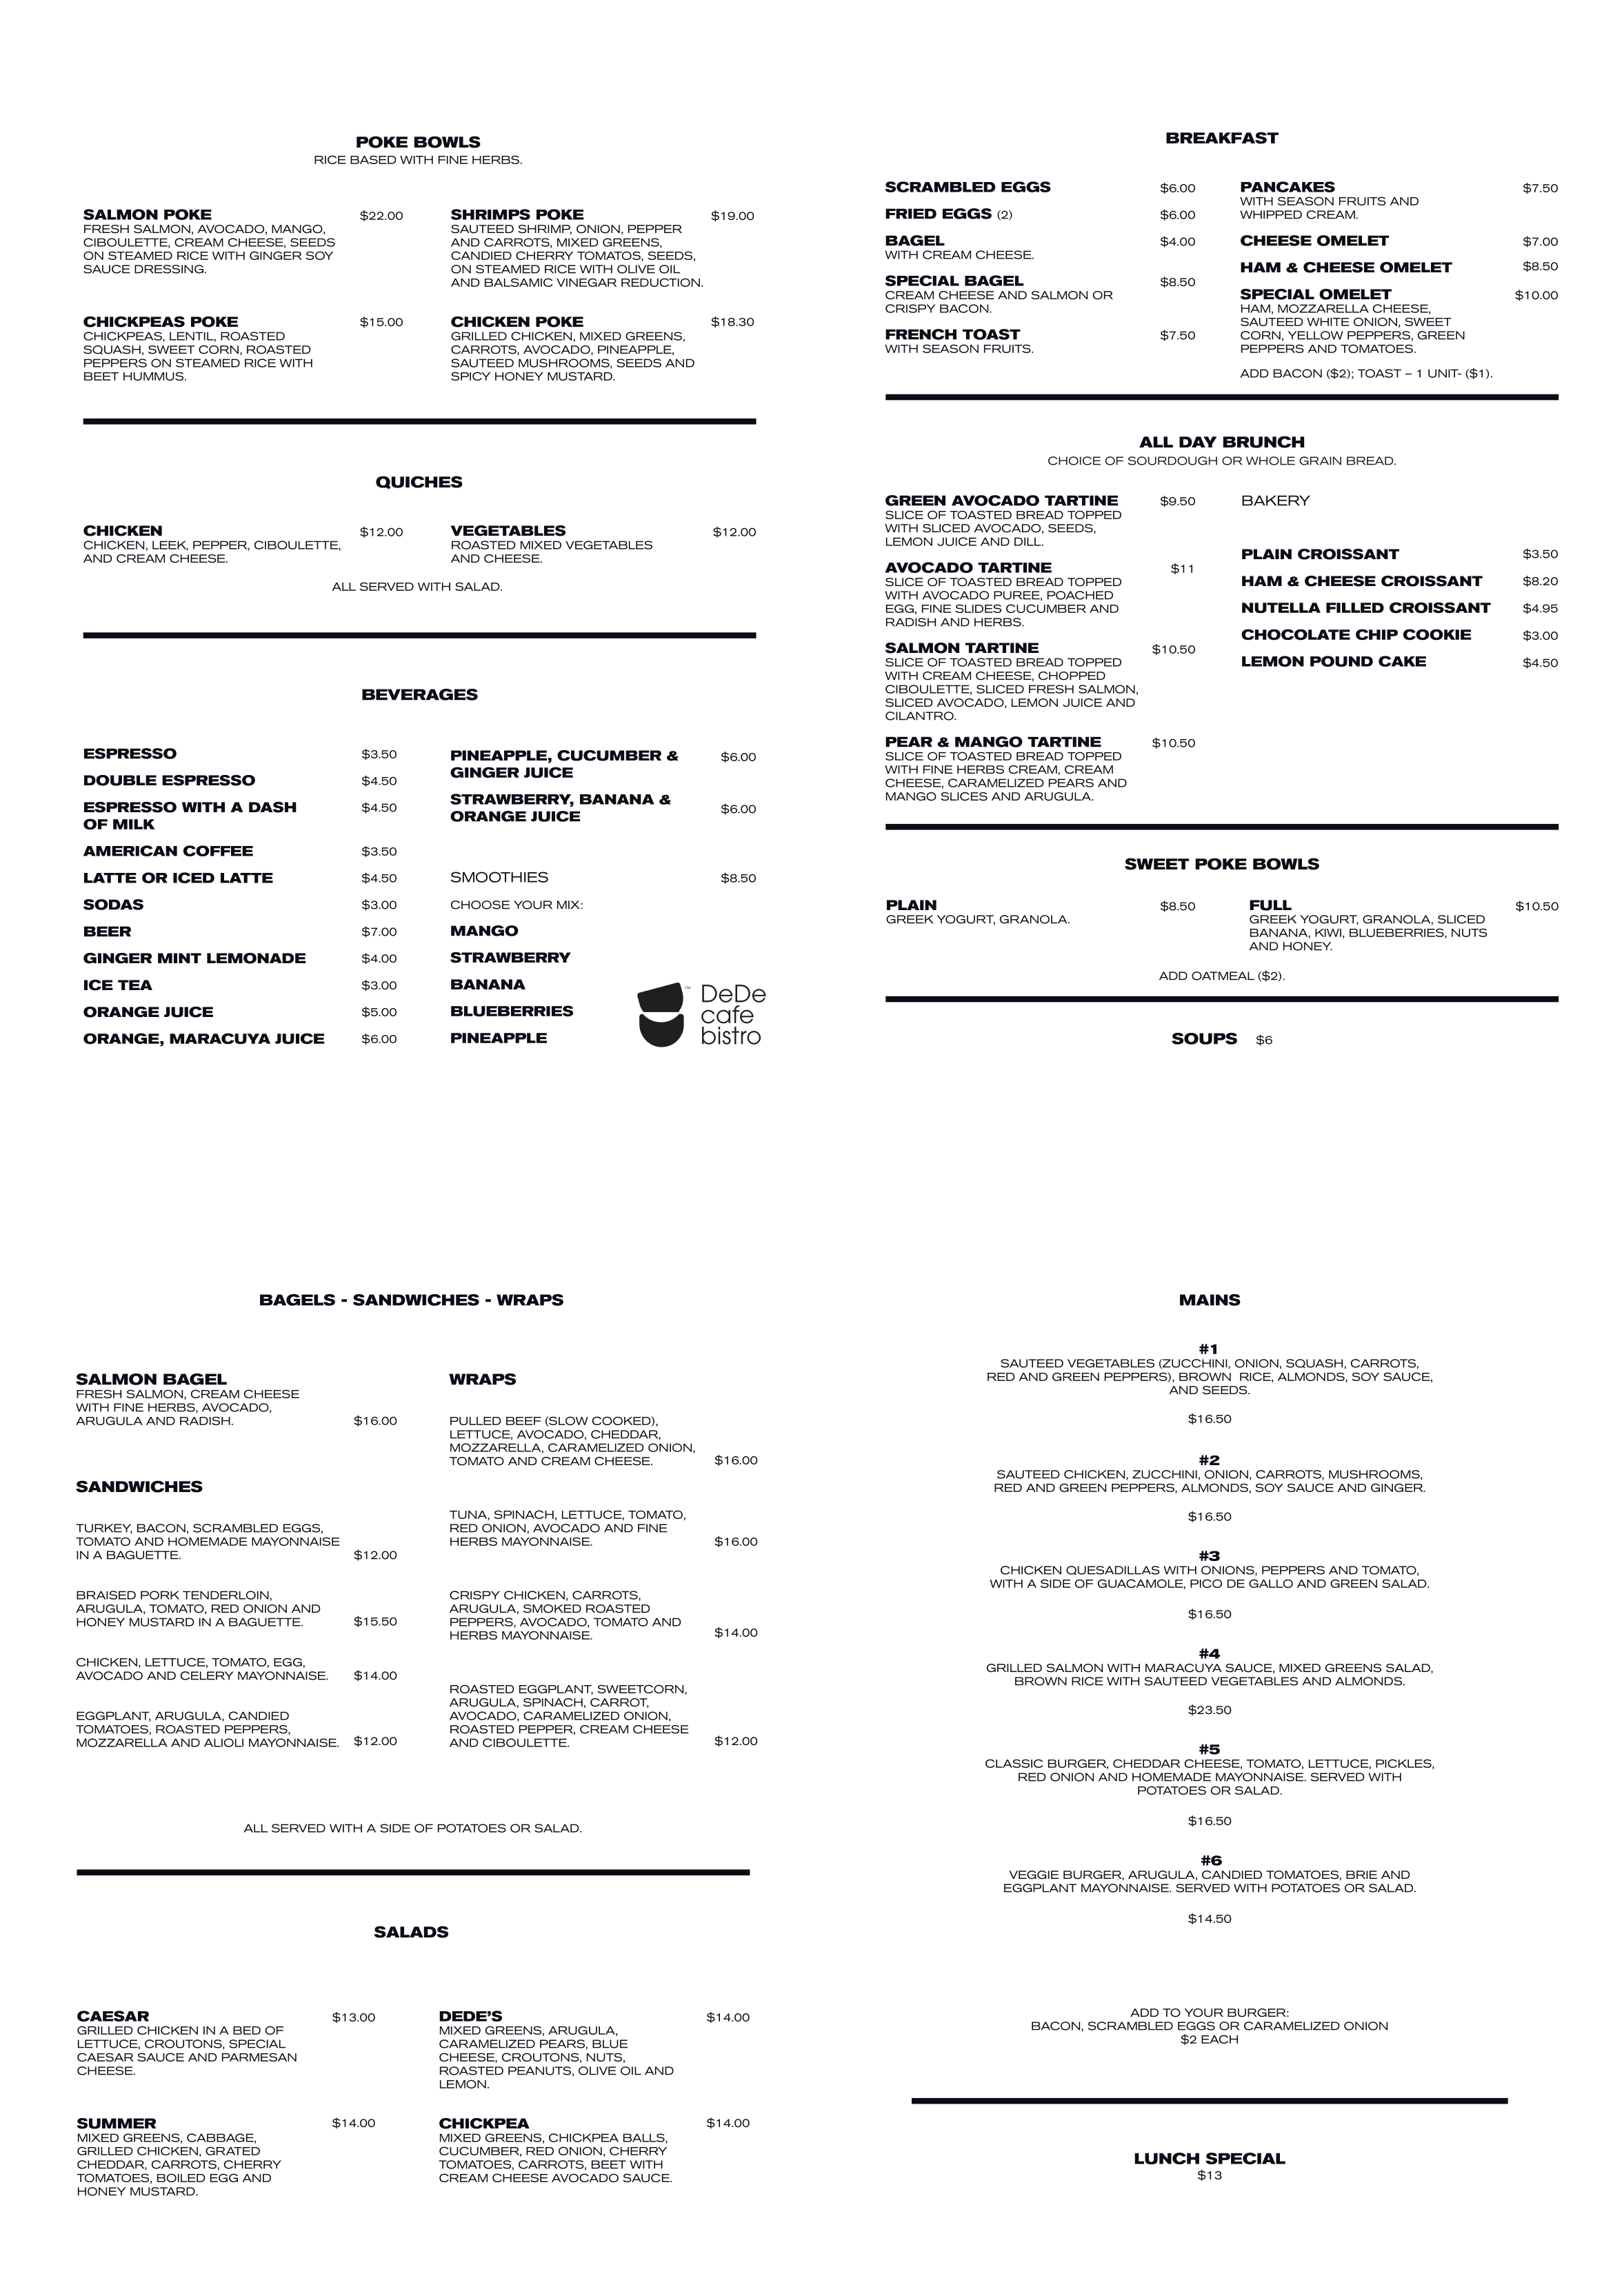 POKE BOWLS
RICE BASED WITH FINE HERBS.
SALMON POKE $22.00
FRESH SALMON, AVOCADO, MANGO,
CIBOULETTE, CREAM CHEESE, SEEDS
ON STEAMED RICE WITH GINGER SOY
SAUCE DRESSING.
SHRIMPS POKE $19.00
SAUTEED SHRIMP, ONION, PEPPER
AND CARROTS, MIXED GREENS,
CANDIED CHERRY TOMATOS, SEEDS,
ON STEAMED RICE WITH OLIVE OIL
AND BALSAMIC VINEGAR REDUCTION.
CHICKPEAS POKE $15.00
CHICKPEAS, LENTIL, ROASTED
SQUASH, SWEET CORN, ROASTED
PEPPERS ON STEAMED RICE WITH
BEET HUMMUS.
CHICKEN POKE $18.30
GRILLED CHICKEN, MIXED GREENS,
CARROTS, AVOCADO, PINEAPPLE,
SAUTEED MUSHROOMS, SEEDS AND
SPICY HONEY MUSTARD.
QUICHES
CHICKEN $12.00
CHICKEN, LEEK, PEPPER, CIBOULETTE,
AND CREAM CHEESE.
VEGETABLES $12.00
ROASTED MIXED VEGETABLES
AND CHEESE.
ALL SERVED WITH SALAD.
BEVERAGES
ESPRESSO $3.50
DOUBLE ESPRESSO $4.50
ESPRESSO WITH A DASH $4.50
OF MILK
AMERICAN COFFEE $3.50
LATTE OR ICED LATTE $4.50
SODAS $3.00
BEER $7.00
GINGER MINT LEMONADE $4.00
ICE TEA $3.00
ORANGE JUICE $5.00
ORANGE, MARACUYA JUICE $6.00
PINEAPPLE, CUCUMBER & $6.00
GINGER JUICE
STRAWBERRY, BANANA & $6.00
ORANGE JUICE
SMOOTHIES $8.50
CHOOSE YOUR MIX:
MANGO
STRAWBERRY
BANANA
BLUEBERRIES
PINEAPPLE
™ DeDe
cafe
bistro
BREAKFAST
SCRAMBLED EGGS $6.00
FRIED EGGS (2) $6.00
BAGEL $4.00
WITH CREAM CHEESE.
SPECIAL BAGEL $8.50
CREAM CHEESE AND SALMON OR
CRISPY BACON.
FRENCH TOAST $7.50
WITH SEASON FRUITS.
PANCAKES $7.50
WITH SEASON FRUITS AND
WHIPPED CREAM.
CHEESE OMELET $7.00
HAM & CHEESE OMELET $8.50
SPECIAL OMELET $10.00
HAM, MOZZARELLA CHEESE,
SAUTEED WHITE ONION, SWEET
CORN, YELLOW PEPPERS, GREEN
PEPPERS AND TOMATOES.
ADD BACON ($2); TOAST – 1 UNIT- ($1).
ALL DAY BRUNCH
CHOICE OF SOURDOUGH OR WHOLE GRAIN BREAD.
GREEN AVOCADO TARTINE $9.50
SLICE OF TOASTED BREAD TOPPED
WITH SLICED AVOCADO, SEEDS,
LEMON JUICE AND DILL.
AVOCADO TARTINE $11
SLICE OF TOASTED BREAD TOPPED
WITH AVOCADO PUREE, POACHED
EGG, FINE SLIDES CUCUMBER AND
RADISH AND HERBS.
SALMON TARTINE $10.50
SLICE OF TOASTED BREAD TOPPED
WITH CREAM CHEESE, CHOPPED
CIBOULETTE, SLICED FRESH SALMON,
SLICED AVOCADO, LEMON JUICE AND
CILANTRO.
PEAR & MANGO TARTINE $10.50
SLICE OF TOASTED BREAD TOPPED
WITH FINE HERBS CREAM, CREAM
CHEESE, CARAMELIZED PEARS AND
MANGO SLICES AND ARUGULA.
BAKERY
PLAIN CROISSANT $3.50
HAM & CHEESE CROISSANT $8.20
NUTELLA FILLED CROISSANT $4.95
CHOCOLATE CHIP COOKIE $3.00
LEMON POUND CAKE $4.50
SWEET POKE BOWLS
PLAIN $8.50
GREEK YOGURT, GRANOLA.
FULL $10.50
GREEK YOGURT, GRANOLA, SLICED
BANANA, KIWI, BLUEBERRIES, NUTS
AND HONEY.
ADD OATMEAL ($2).
SOUPS $6
BAGELS - SANDWICHES - WRAPS
SALMON BAGEL
FRESH SALMON, CREAM CHEESE
WITH FINE HERBS, AVOCADO,
ARUGULA AND RADISH. $16.00
SANDWICHES
TURKEY, BACON, SCRAMBLED EGGS,
TOMATO AND HOMEMADE MAYONNAISE
IN A BAGUETTE. $12.00
BRAISED PORK TENDERLOIN,
ARUGULA, TOMATO, RED ONION AND
HONEY MUSTARD IN A BAGUETTE. $15.50
CHICKEN, LETTUCE, TOMATO, EGG,
AVOCADO AND CELERY MAYONNAISE. $14.00
EGGPLANT, ARUGULA, CANDIED
TOMATOES, ROASTED PEPPERS,
MOZZARELLA AND ALIOLI MAYONNAISE. $12.00
WRAPS
PULLED BEEF (SLOW COOKED),
LETTUCE, AVOCADO, CHEDDAR,
MOZZARELLA, CARAMELIZED ONION,
TOMATO AND CREAM CHEESE. $16.00
TUNA, SPINACH, LETTUCE, TOMATO,
RED ONION, AVOCADO AND FINE
HERBS MAYONNAISE. $16.00
CRISPY CHICKEN, CARROTS,
ARUGULA, SMOKED ROASTED
PEPPERS, AVOCADO, TOMATO AND
HERBS MAYONNAISE. $14.00
ROASTED EGGPLANT, SWEETCORN,
ARUGULA, SPINACH, CARROT,
AVOCADO, CARAMELIZED ONION,
ROASTED PEPPER, CREAM CHEESE
AND CIBOULETTE. $12.00
ALL SERVED WITH A SIDE OF POTATOES OR SALAD.
SALADS
CAESAR $13.00
GRILLED CHICKEN IN A BED OF
LETTUCE, CROUTONS, SPECIAL
CAESAR SAUCE AND PARMESAN
CHEESE.
DEDE’S $14.00
MIXED GREENS, ARUGULA,
CARAMELIZED PEARS, BLUE
CHEESE, CROUTONS, NUTS,
ROASTED PEANUTS, OLIVE OIL AND
LEMON.
SUMMER $14.00
MIXED GREENS, CABBAGE,
GRILLED CHICKEN, GRATED
CHEDDAR, CARROTS, CHERRY
TOMATOES, BOILED EGG AND
HONEY MUSTARD.
CHICKPEA $14.00
MIXED GREENS, CHICKPEA BALLS,
CUCUMBER, RED ONION, CHERRY
TOMATOES, CARROTS, BEET WITH
CREAM CHEESE AVOCADO SAUCE.
MAINS
#1
SAUTEED VEGETABLES (ZUCCHINI, ONION, SQUASH, CARROTS,
RED AND GREEN PEPPERS), BROWN RICE, ALMONDS, SOY SAUCE,
AND SEEDS.
$16.50
#2
SAUTEED CHICKEN, ZUCCHINI, ONION, CARROTS, MUSHROOMS,
RED AND GREEN PEPPERS, ALMONDS, SOY SAUCE AND GINGER.
$16.50
#3
CHICKEN QUESADILLAS WITH ONIONS, PEPPERS AND TOMATO,
WITH A SIDE OF GUACAMOLE, PICO DE GALLO AND GREEN SALAD.
$16.50
#4
GRILLED SALMON WITH MARACUYA SAUCE, MIXED GREENS SALAD,
BROWN RICE WITH SAUTEED VEGETABLES AND ALMONDS.
$23.50
#5
CLASSIC BURGER, CHEDDAR CHEESE, TOMATO, LETTUCE, PICKLES,
RED ONION AND HOMEMADE MAYONNAISE. SERVED WITH
POTATOES OR SALAD.
$16.50
#6
VEGGIE BURGER, ARUGULA, CANDIED TOMATOES, BRIE AND
EGGPLANT MAYONNAISE. SERVED WITH POTATOES OR SALAD.
$14.50
ADD TO YOUR BURGER:
BACON, SCRAMBLED EGGS OR CARAMELIZED ONION
$2 EACH
LUNCH SPECIAL
$13